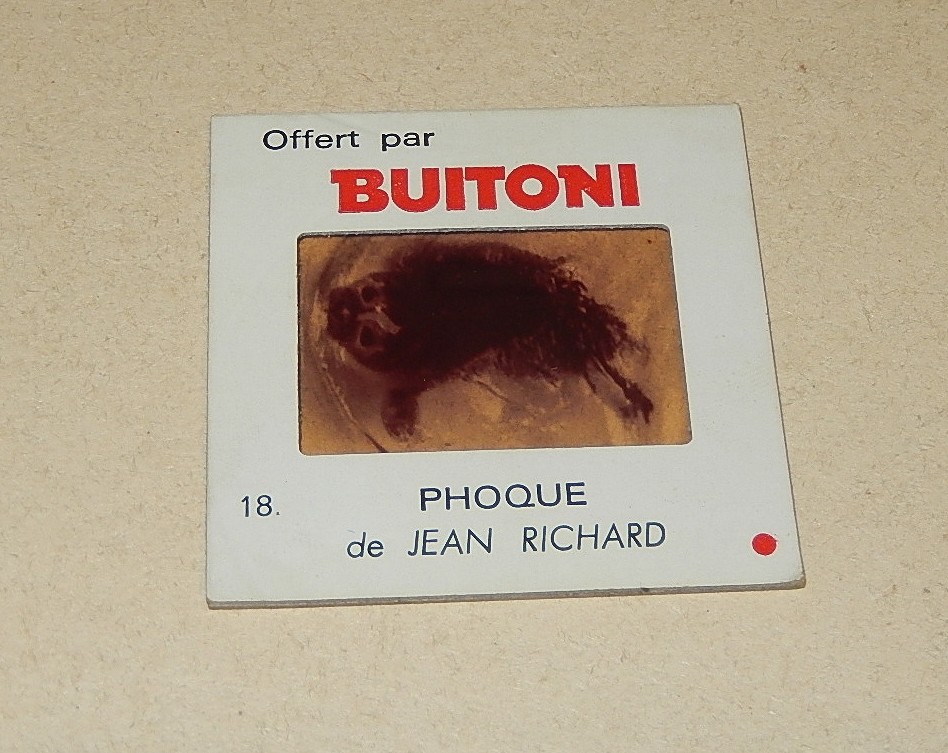 Offert par
BUITONI
18. PHOQUE
de JEAN RICHARD